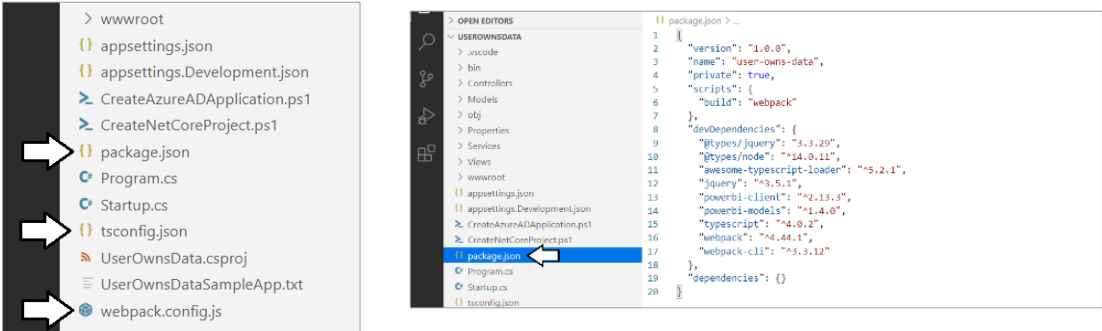 wwwroot
appsettings.json
appsettings.Development.json
CreateAzureADApplication.ps1
CreateNetCoreProject.ps1
package.json
Program.cs
Startup.cs
tsconfig.json
UserOwnsData.csproj
UserOwnsDataSampleApp.txt
webpack.config.js
OPEN EDITORS
USEROWNSDATA
.vscode
bin
Controllers
Models
obj
Properties
Services
Views
wwwroot
appsettings.json
appsettings.Development.json
CreateAzureADApplication.ps1
CreateNetCoreProject.ps1
package.json
Program.cs
Startup.cs
tsconfig.json
{} package.json > ...
1 {
2 "version": "1.0.0",
3 "name": "user-owns-data",
4 "private": true,
5 "scripts": {
6 "build": "webpack"
7 },
8 "devDependencies": {
9 "@types/jquery": "3.3.29",
10 "@types/node": "^14.0.11",
11 "awesome-typescript-loader": "^5.2.1",
12 "jquery": "^3.5.1",
13 "powerbi-client": "^2.13.3",
14 "powerbi-models": "^1.4.0",
15 "typescript": "^4.0.2",
16 "webpack": "^4.44.1",
17 "webpack-cli": "^3.3.12"
18 },
19 "dependencies": {}
20 }